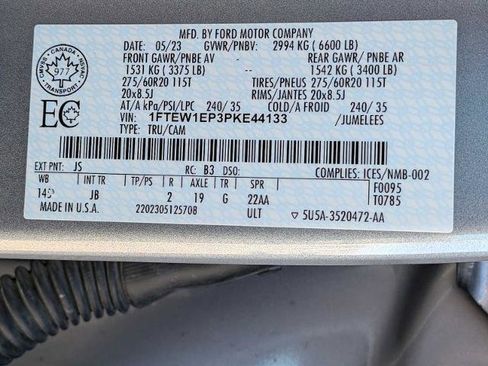 MFD. BY FORD MOTOR COMPANY
DATE: 05/23 GVWR/PNBV: 2994 KG ( 6600 LB)
FRONT GAWR/PNBE AV - REAR GAWR/PNBE AR
1531 KG ( 3375 LB) -- 1542 KG ( 3400 LB)
275/60R20 115T TIRES/PNEUS 275/60R20 115T
20x8.5J RIMS/JANTES 20x8.5J
AT/A kPa/PSI/LPC 240/ 35 COLD/A FROID 240/ 35
VIN: 1FTEW1EP3PKE44133 /JUMELEES
TYPE: TRU/CAM
CANADA
977
TRANSPORT
EC
EXT PNT: JS RC: B3 DSO: COMPLIES: ICES/NMB-002
WB INT TR TP/PS R AXLE TR SPR F0095
145 JB 2 19 G 22AA T0785
MADE IN U.S.A. 2202305125708 ULT 5U5A-3520472-AA